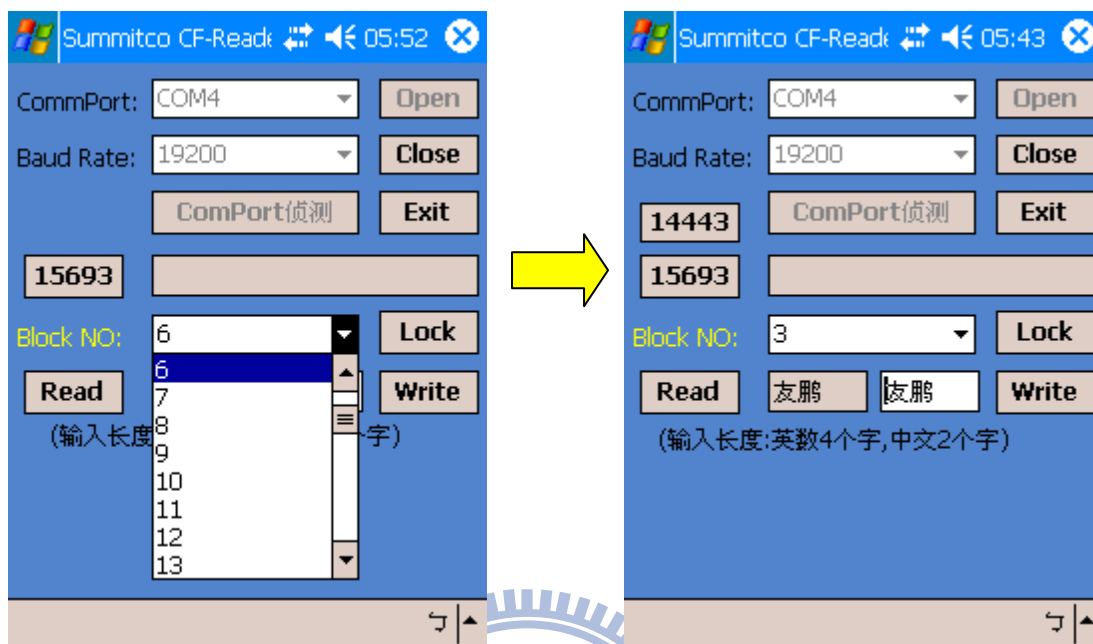 Summitco CF-Reade 05:52
CommPort: COM4 Open
Baud Rate: 19200 Close
ComPort侦测 Exit
15693
Block NO: 6 Lock
6
Read 7 Write
(输入长度 8 个字)
9
10
11
12
13
ㄅ
Summitco CF-Reade 05:43
CommPort: COM4 Open
Baud Rate: 19200 Close
14443 ComPort侦测 Exit
15693
Block NO: 3 Lock
Read 友鹏 友鹏 Write
(输入长度:英数4个字,中文2个字)
ㄅ